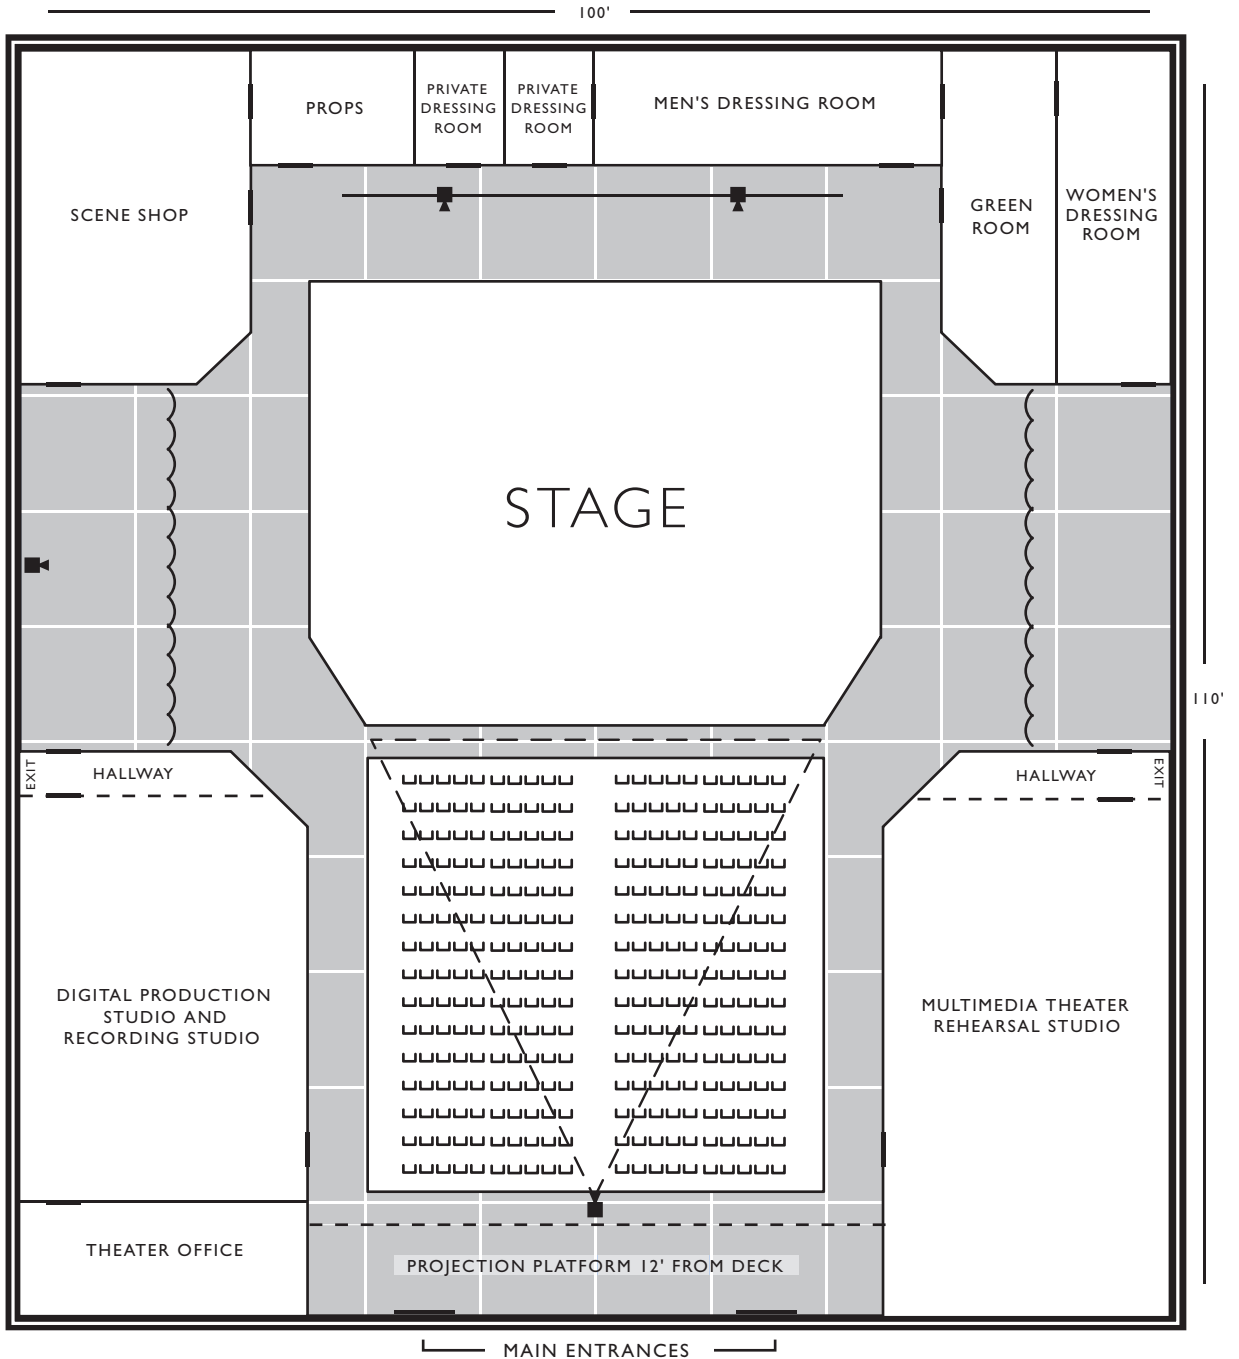 100'
PROPS
PRIVATE
DRESSING
ROOM
PRIVATE
DRESSING
ROOM
MEN'S DRESSING ROOM
SCENE SHOP
GREEN
ROOM
WOMEN'S
DRESSING
ROOM
STAGE
110'
EXIT
HALLWAY
HALLWAY
EXIT
DIGITAL PRODUCTION
STUDIO AND
RECORDING STUDIO
MULTIMEDIA THEATER
REHEARSAL STUDIO
THEATER OFFICE
PROJECTION PLATFORM 12' FROM DECK
MAIN ENTRANCES